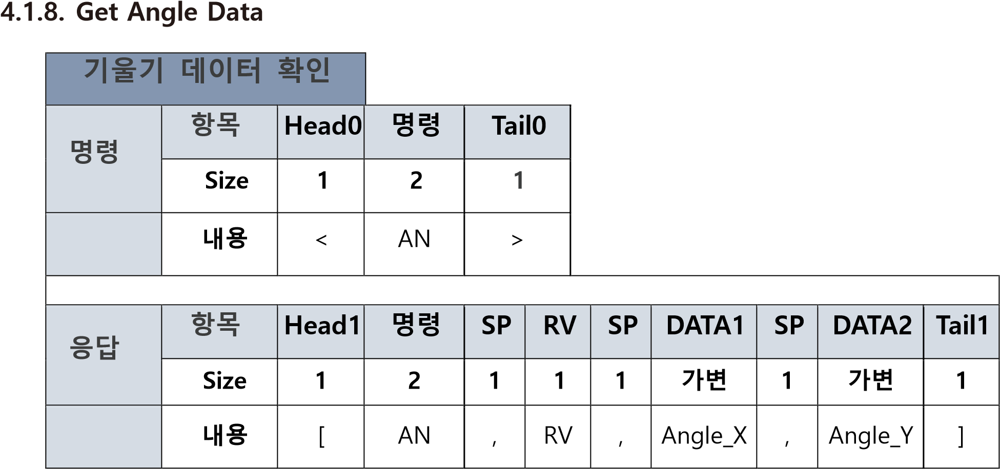 4.1.8. Get Angle Data
기울기 데이터 확인
명령 항목 Head0 명령 Tail0
Size 1 2 1
내용 < AN >
응답 항목 Head1 명령 SP RV SP DATA1 SP DATA2 Tail1
Size 1 2 1 1 1 가변 1 가변 1
내용 [ AN , RV , Angle_X , Angle_Y ]